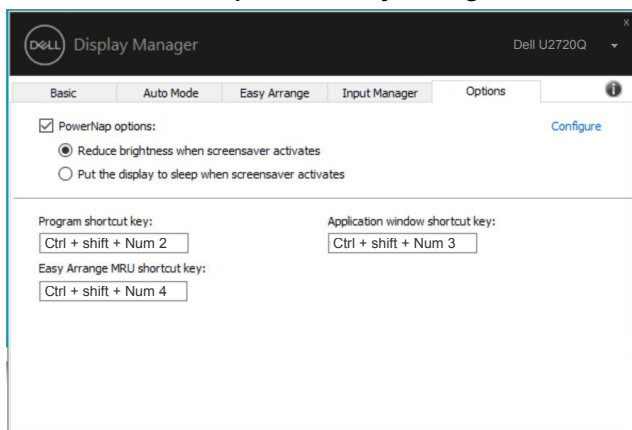 DELL Display Manager
Dell U2720Q
x
Basic Auto Mode Easy Arrange Input Manager Options
PowerNap options:
Configure
Reduce brightness when screensaver activates
Put the display to sleep when screensaver activates
Program shortcut key: Application window shortcut key:
Ctrl + shift + Num 2 Ctrl + shift + Num 3
Easy Arrange MRU shortcut key:
Ctrl + shift + Num 4